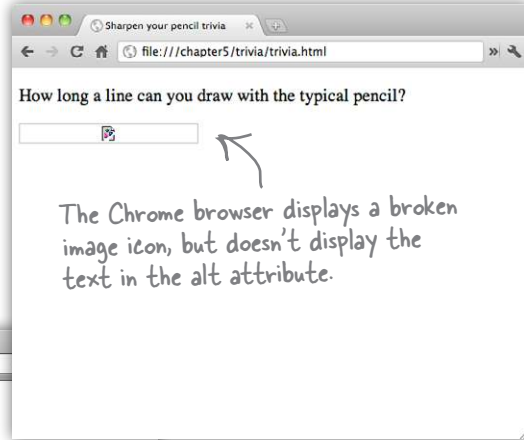 Sharpen your pencil trivia
file:///chapter5/trivia/trivia.html
How long a line can you draw with the typical pencil?
The Chrome browser displays a broken
image icon, but doesn't display the
text in the alt attribute.